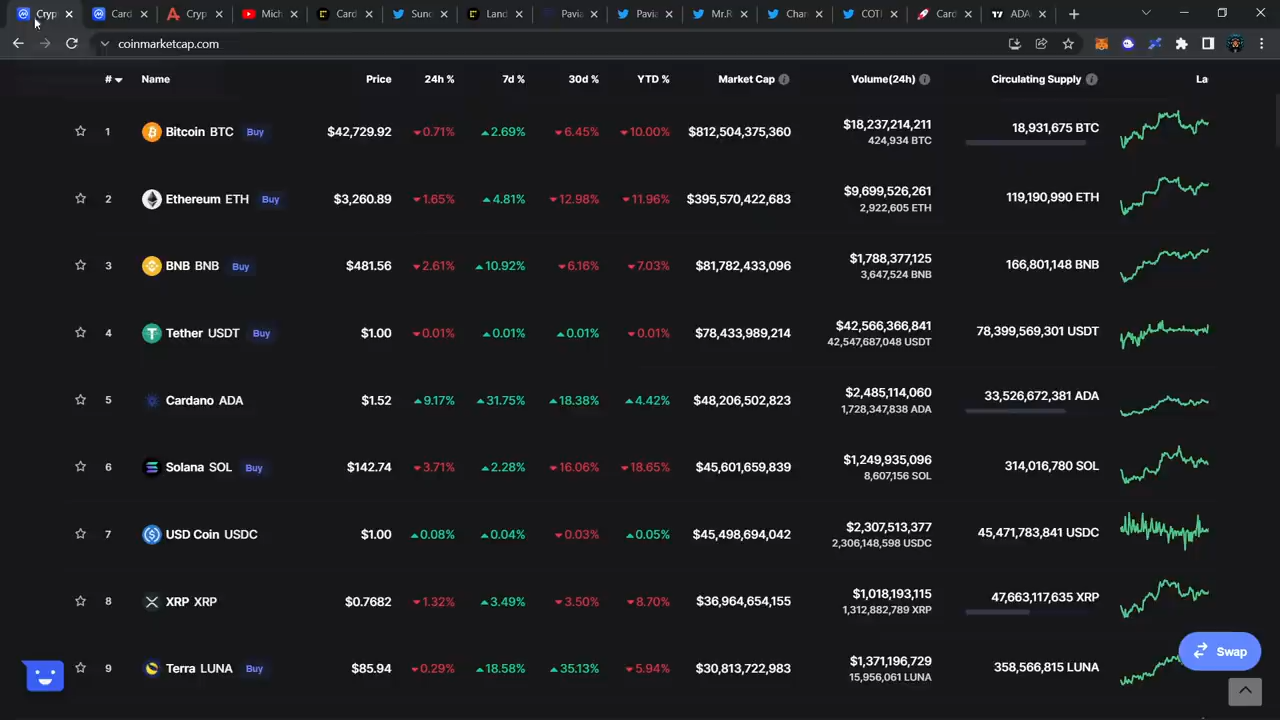 Cryp Card Cryp Mich Card Sund Land Pavia Pavia Mr.N Char COTI Card ADA
coinmarketcap.com
# Name Price 24h % 7d % 30d % YTD % Market Cap Volume(24h) Circulating Supply La
1 Bitcoin BTC Buy $42,729.92 0.71% 2.69% 6.45% 10.00% $812,504,375,360 $18,237,214,211 18,931,675 BTC
424,934 BTC
2 Ethereum ETH Buy $3,260.89 1.65% 4.81% 12.98% 11.96% $395,570,422,683 $9,699,526,261 119,190,990 ETH
2,922,605 ETH
3 BNB BNB Buy $481.56 2.61% 10.92% 6.16% 7.03% $81,782,433,096 $1,788,377,125 166,801,148 BNB
3,647,524 BNB
4 Tether USDT Buy $1.00 0.01% 0.01% 0.01% 0.01% $78,433,989,214 $42,566,366,841 78,399,569,301 USDT
42,547,687,048 USDT
5 Cardano ADA $1.52 9.17% 31.75% 18.38% 4.42% $48,206,502,823 $2,485,114,060 33,526,672,381 ADA
1,728,347,838 ADA
6 Solana SOL Buy $142.74 3.71% 2.28% 16.06% 18.65% $45,601,659,839 $1,249,935,096 314,016,780 SOL
8,607,156 SOL
7 USD Coin USDC $1.00 0.08% 0.04% 0.03% 0.05% $45,498,694,042 $2,307,513,377 45,471,783,841 USDC
2,306,148,598 USDC
8 XRP XRP $0.7682 1.32% 3.49% 3.50% 8.70% $36,964,654,155 $1,018,193,115 47,663,117,635 XRP
1,312,882,789 XRP
9 Terra LUNA Buy $85.94 0.29% 18.58% 35.13% 5.94% $30,813,722,983 $1,371,196,729 358,566,815 LUNA
15,956,061 LUNA
Swap